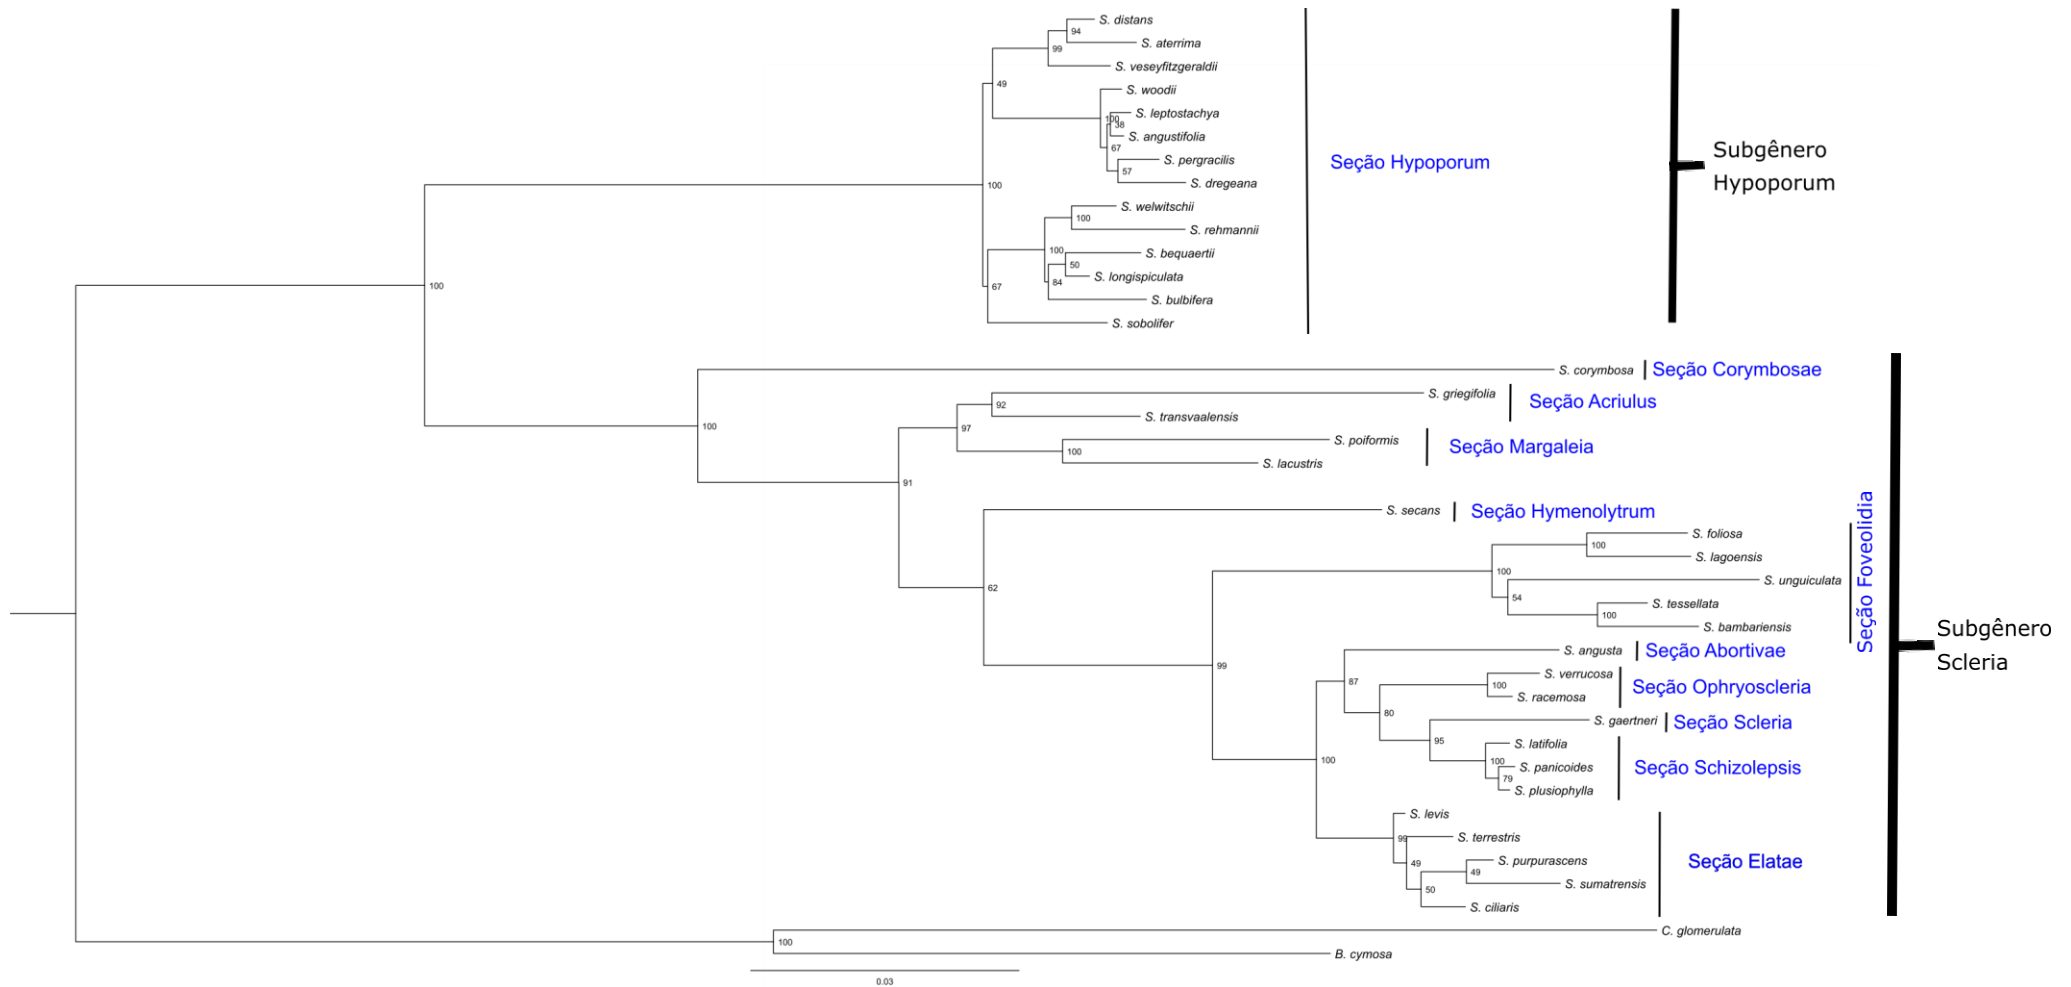 S. distans
94
S. aterrima
99
S. veseyfitzgeraldii
49
S. woodii
S. leptostachya
100
38
S. angustifolia
67
S. pergracilis
57
S. dregeana
Seção Hypoporum
Subgênero
Hypoporum
100
S. welwitschii
100
S. rehmannii
100
S. bequaertii
50
S. longispiculata
84
67
S. bulbifera
S. sobolifer
100
S. corymbosa
Seção Corymbosae
S. griegifolia
92
Seção Acriulus
S. transvaalensis
97
100
S. poiformis
Seção Margaleia
100
S. lacustris
91
S. secans
Seção Hymenolytrum
S. foliosa
100
S. lagoensis
100
S. unguiculata
54
S. tessellata
100
S. bambariensis
Seção Foveolidia
62
Subgênero
Scleria
S. angusta
Seção Abortivae
99
87
S. verrucosa
100
S. racemosa
Seção Ophryoscleria
80
S. gaertneri
Seção Scleria
95
S. latifolia
100
S. panicoides
79
S. plusiophylla
Seção Schizolepsis
100
S. levis
99
S. terrestris
49
S. purpurascens
49
S. sumatrensis
50
S. ciliaris
Seção Elatae
C. glomerulata
100
B. cymosa
0.03